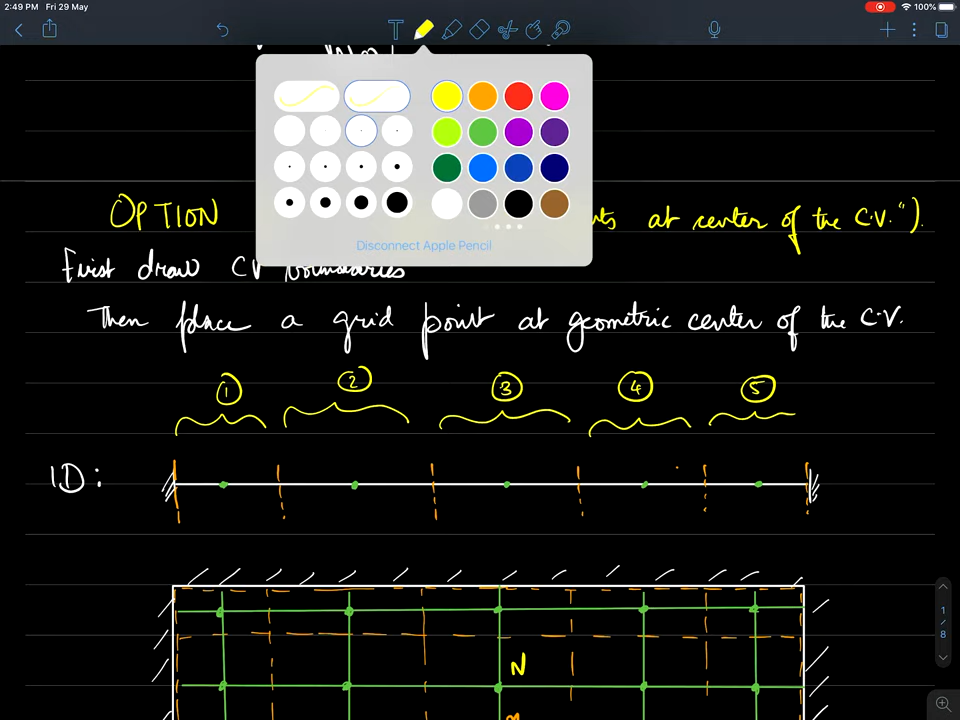 2:49 PM Fri 29 May
100%
T
OPTION
at center of the C.V.").
First draw CV boundaries
Disconnect Apple Pencil
Then place a grid point at geometric center of the C.V.
1 2 3 4 5
1D:
N
1
/
8